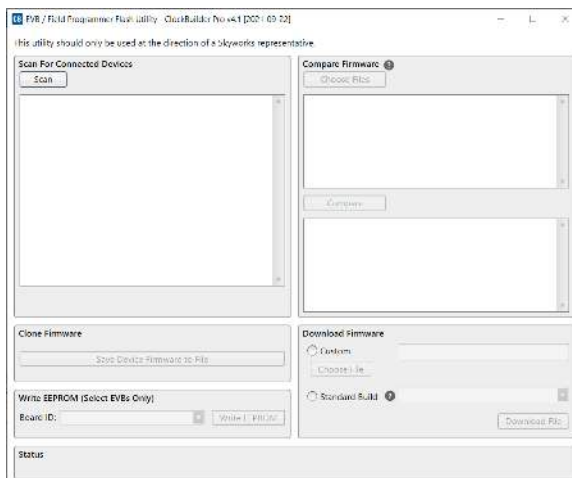 EVB / Field Programmer Flash Utility - ClockBuilder Pro v4.1 [2021-09-22]
This utility should only be used at the direction of a Skyworks representative.
Scan For Connected Devices
Scan
Compare Firmware ?
Choose Files
Compare
Clone Firmware
Save Device Firmware to File
Write EEPROM (Select EVBs Only)
Board ID:
Write EEPROM
Download Firmware
Custom
Choose File
Standard Build ?
Download File
Status